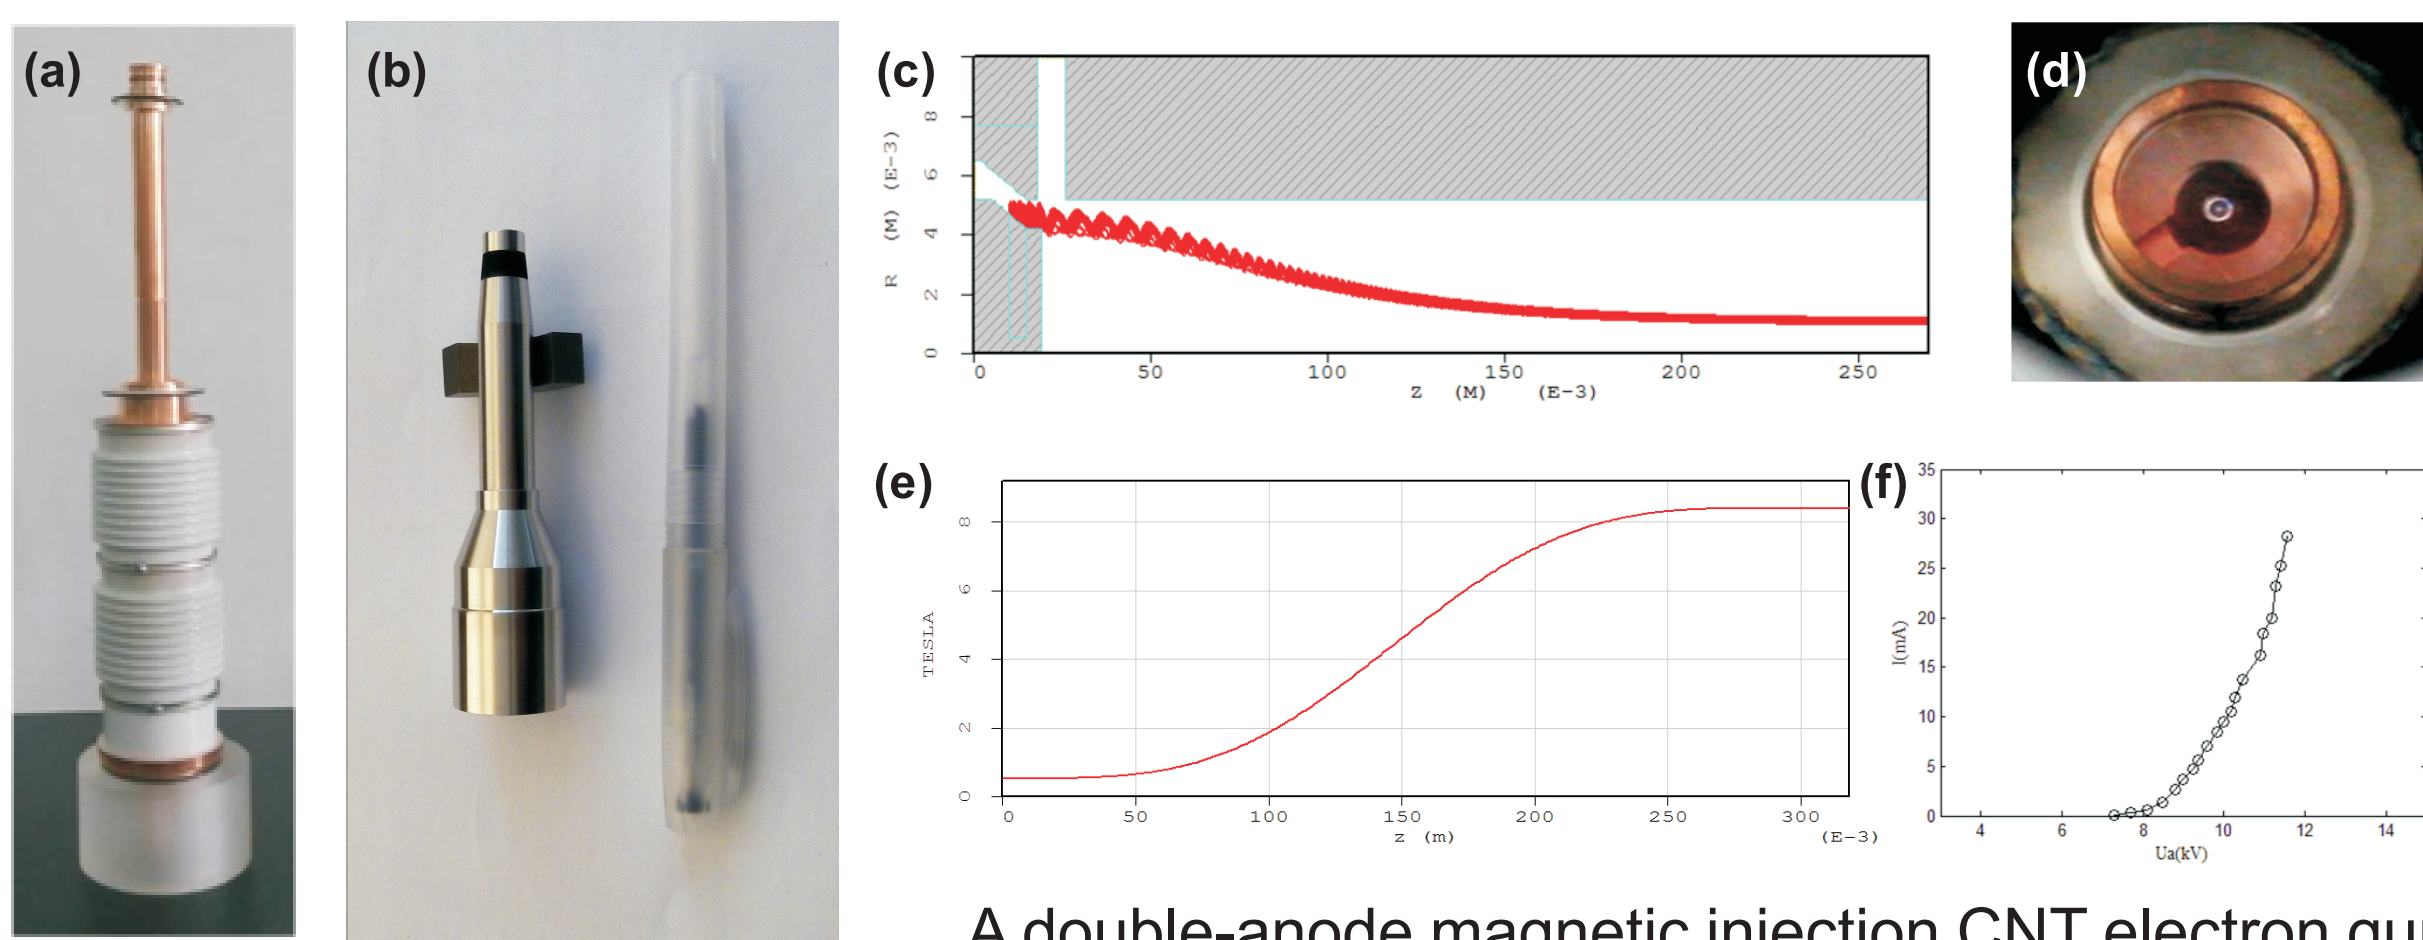 (a)
(b)
(c)
R (M) (E-3)
8
6
4
2
0
0 50 100 150 200 250
Z (M) (E-3)
(d)
(e)
TESLA
8
6
4
2
0
0 50 100 150 200 250 300
z (m) (E-3)
(f)
I(mA)
35
30
25
20
15
10
5
0
4 6 8 10 12 14
Ua(kV)
A double-anode magnetic injection CNT electron gun